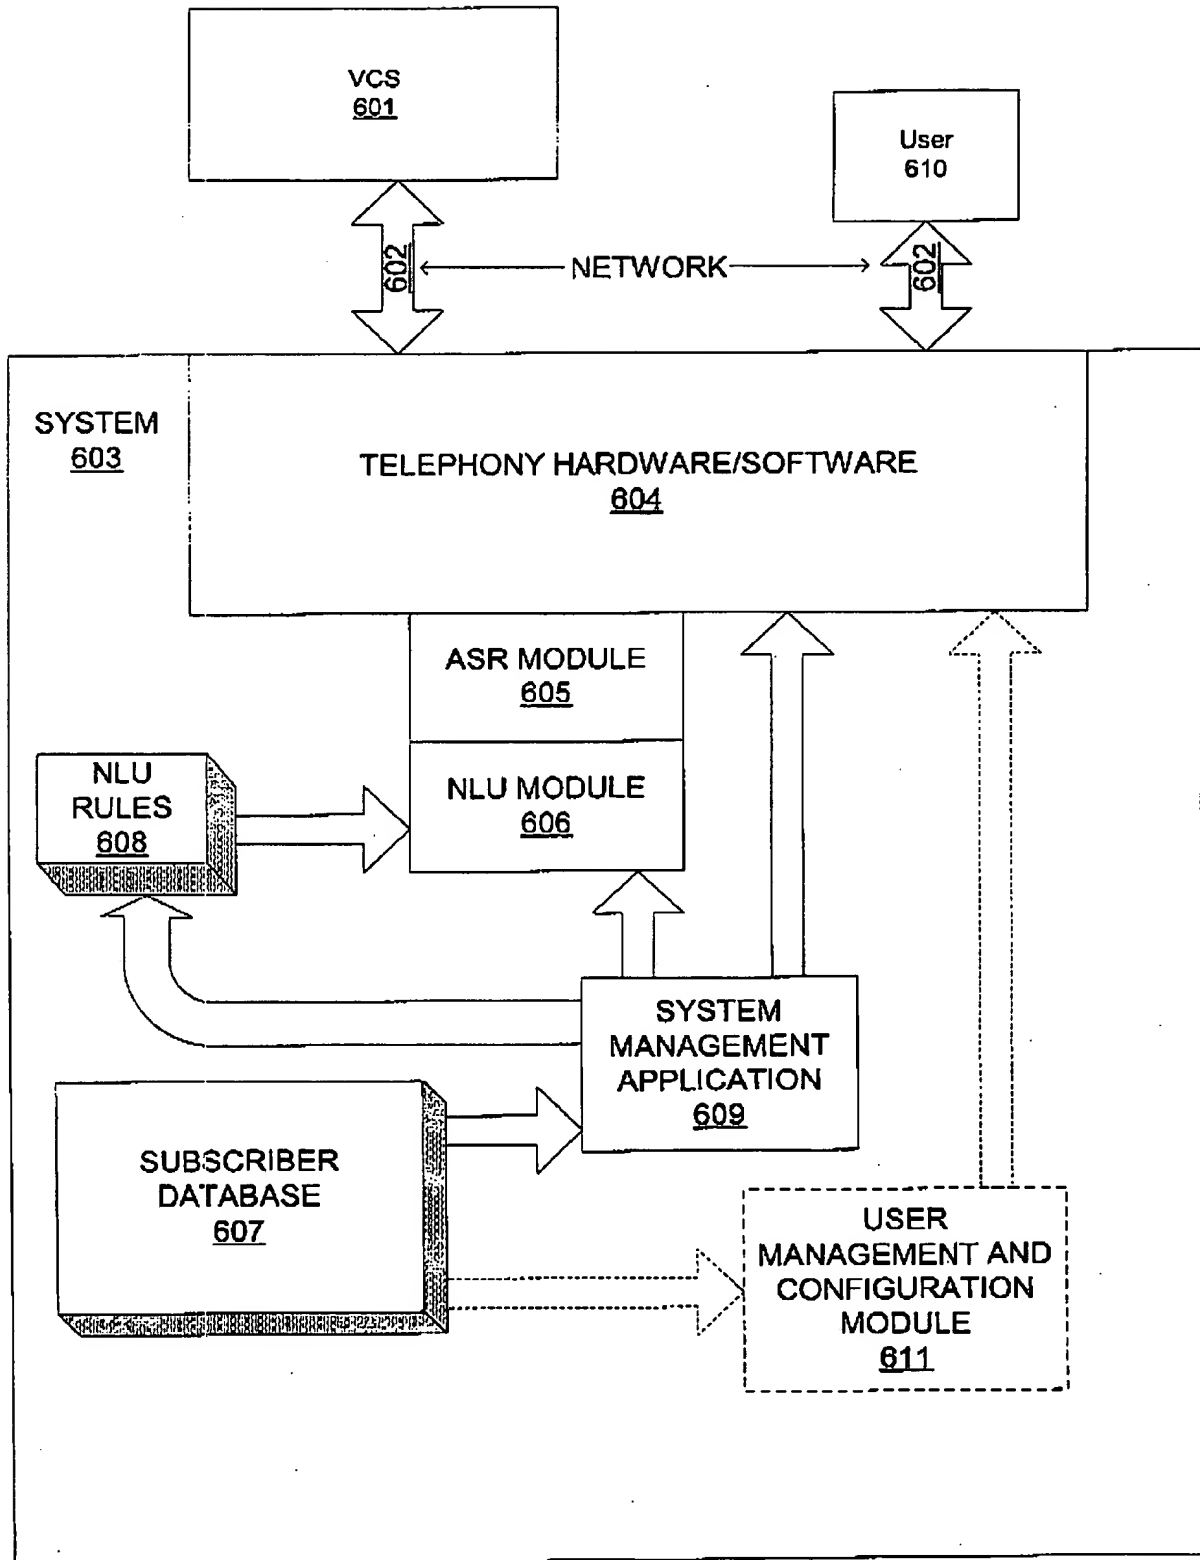 VCS
601
User
610
602
NETWORK
602
SYSTEM
603
TELEPHONY HARDWARE/SOFTWARE
604
ASR MODULE
605
NLU
RULES
608
NLU MODULE
606
SYSTEM
MANAGEMENT
APPLICATION
609
SUBSCRIBER
DATABASE
607
USER
MANAGEMENT AND
CONFIGURATION
MODULE
611